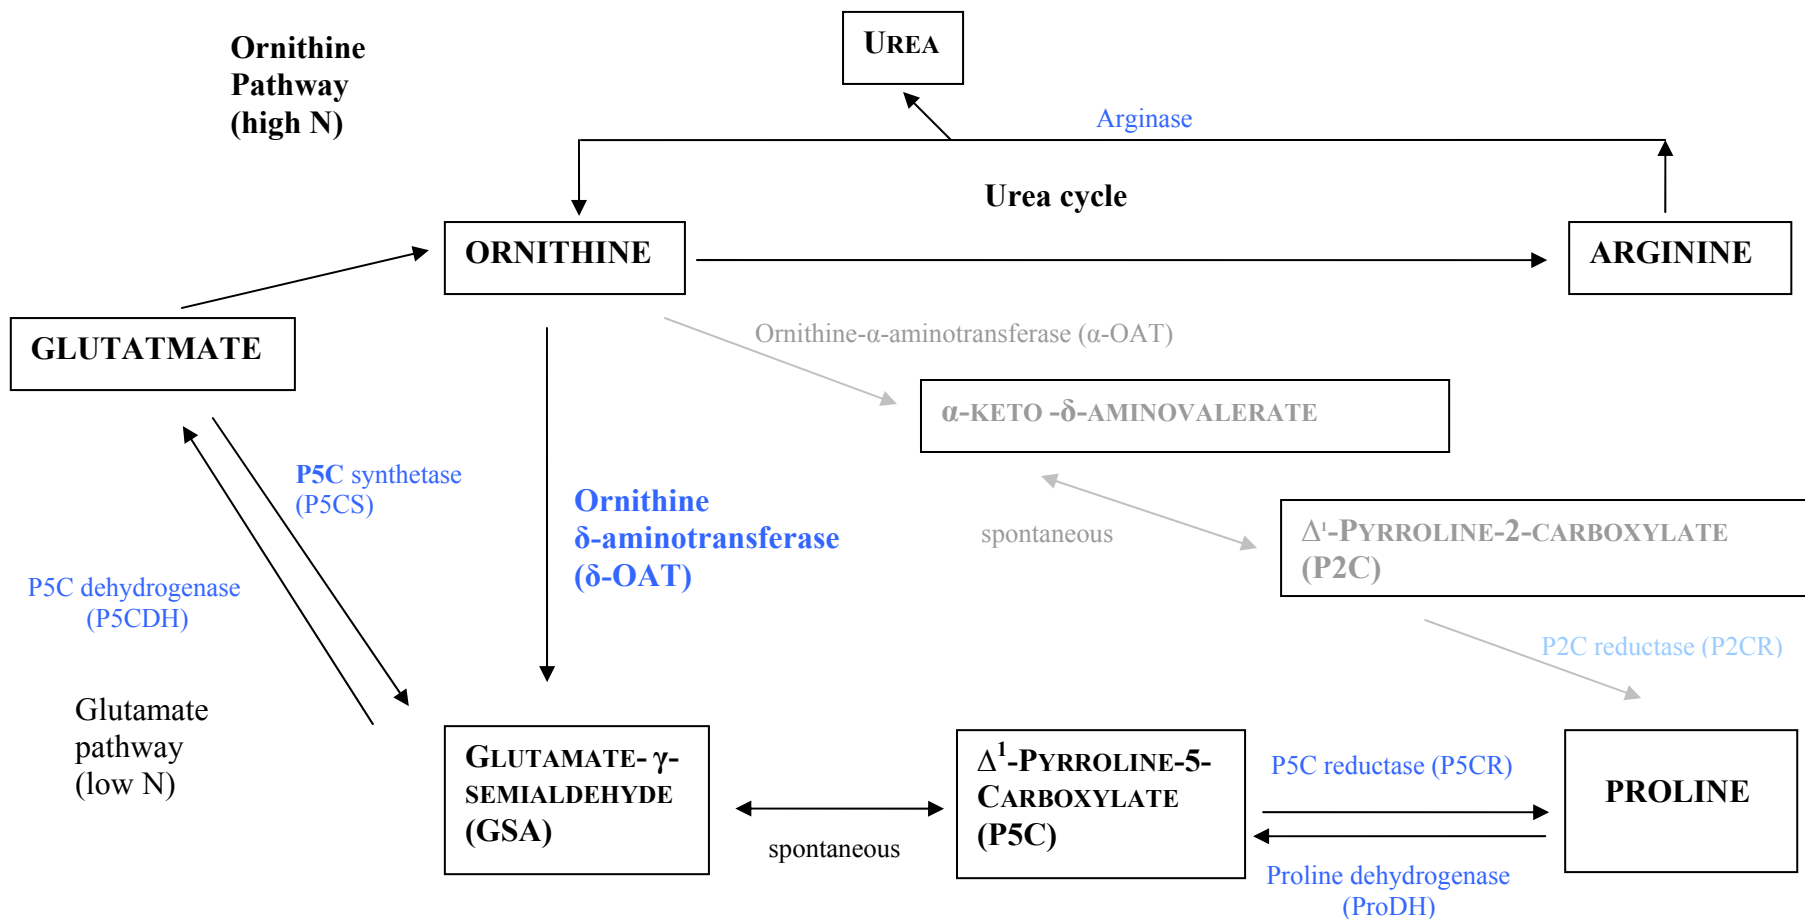 Ornithine
Pathway
(high N)
UREA
Arginase
Urea cycle
ORNITHINE
ARGININE
GLUTATMATE
Ornithine-α-aminotransferase (α-OAT)
α-KETO -δ-AMINOVALERATE
P5C synthetase
(P5CS)
Ornithine
δ-aminotransferase
(δ-OAT)
spontaneous
Δ¹-PYRROLINE-2-CARBOXYLATE
(P2C)
P5C dehydrogenase
(P5CDH)
P2C reductase (P2CR)
Glutamate
pathway
(low N)
GLUTAMATE- γ-
SEMIALDEHYDE
(GSA)
spontaneous
Δ¹-PYRROLINE-5-
CARBOXYLATE
(P5C)
P5C reductase (P5CR)
PROLINE
Proline dehydrogenase
(ProDH)